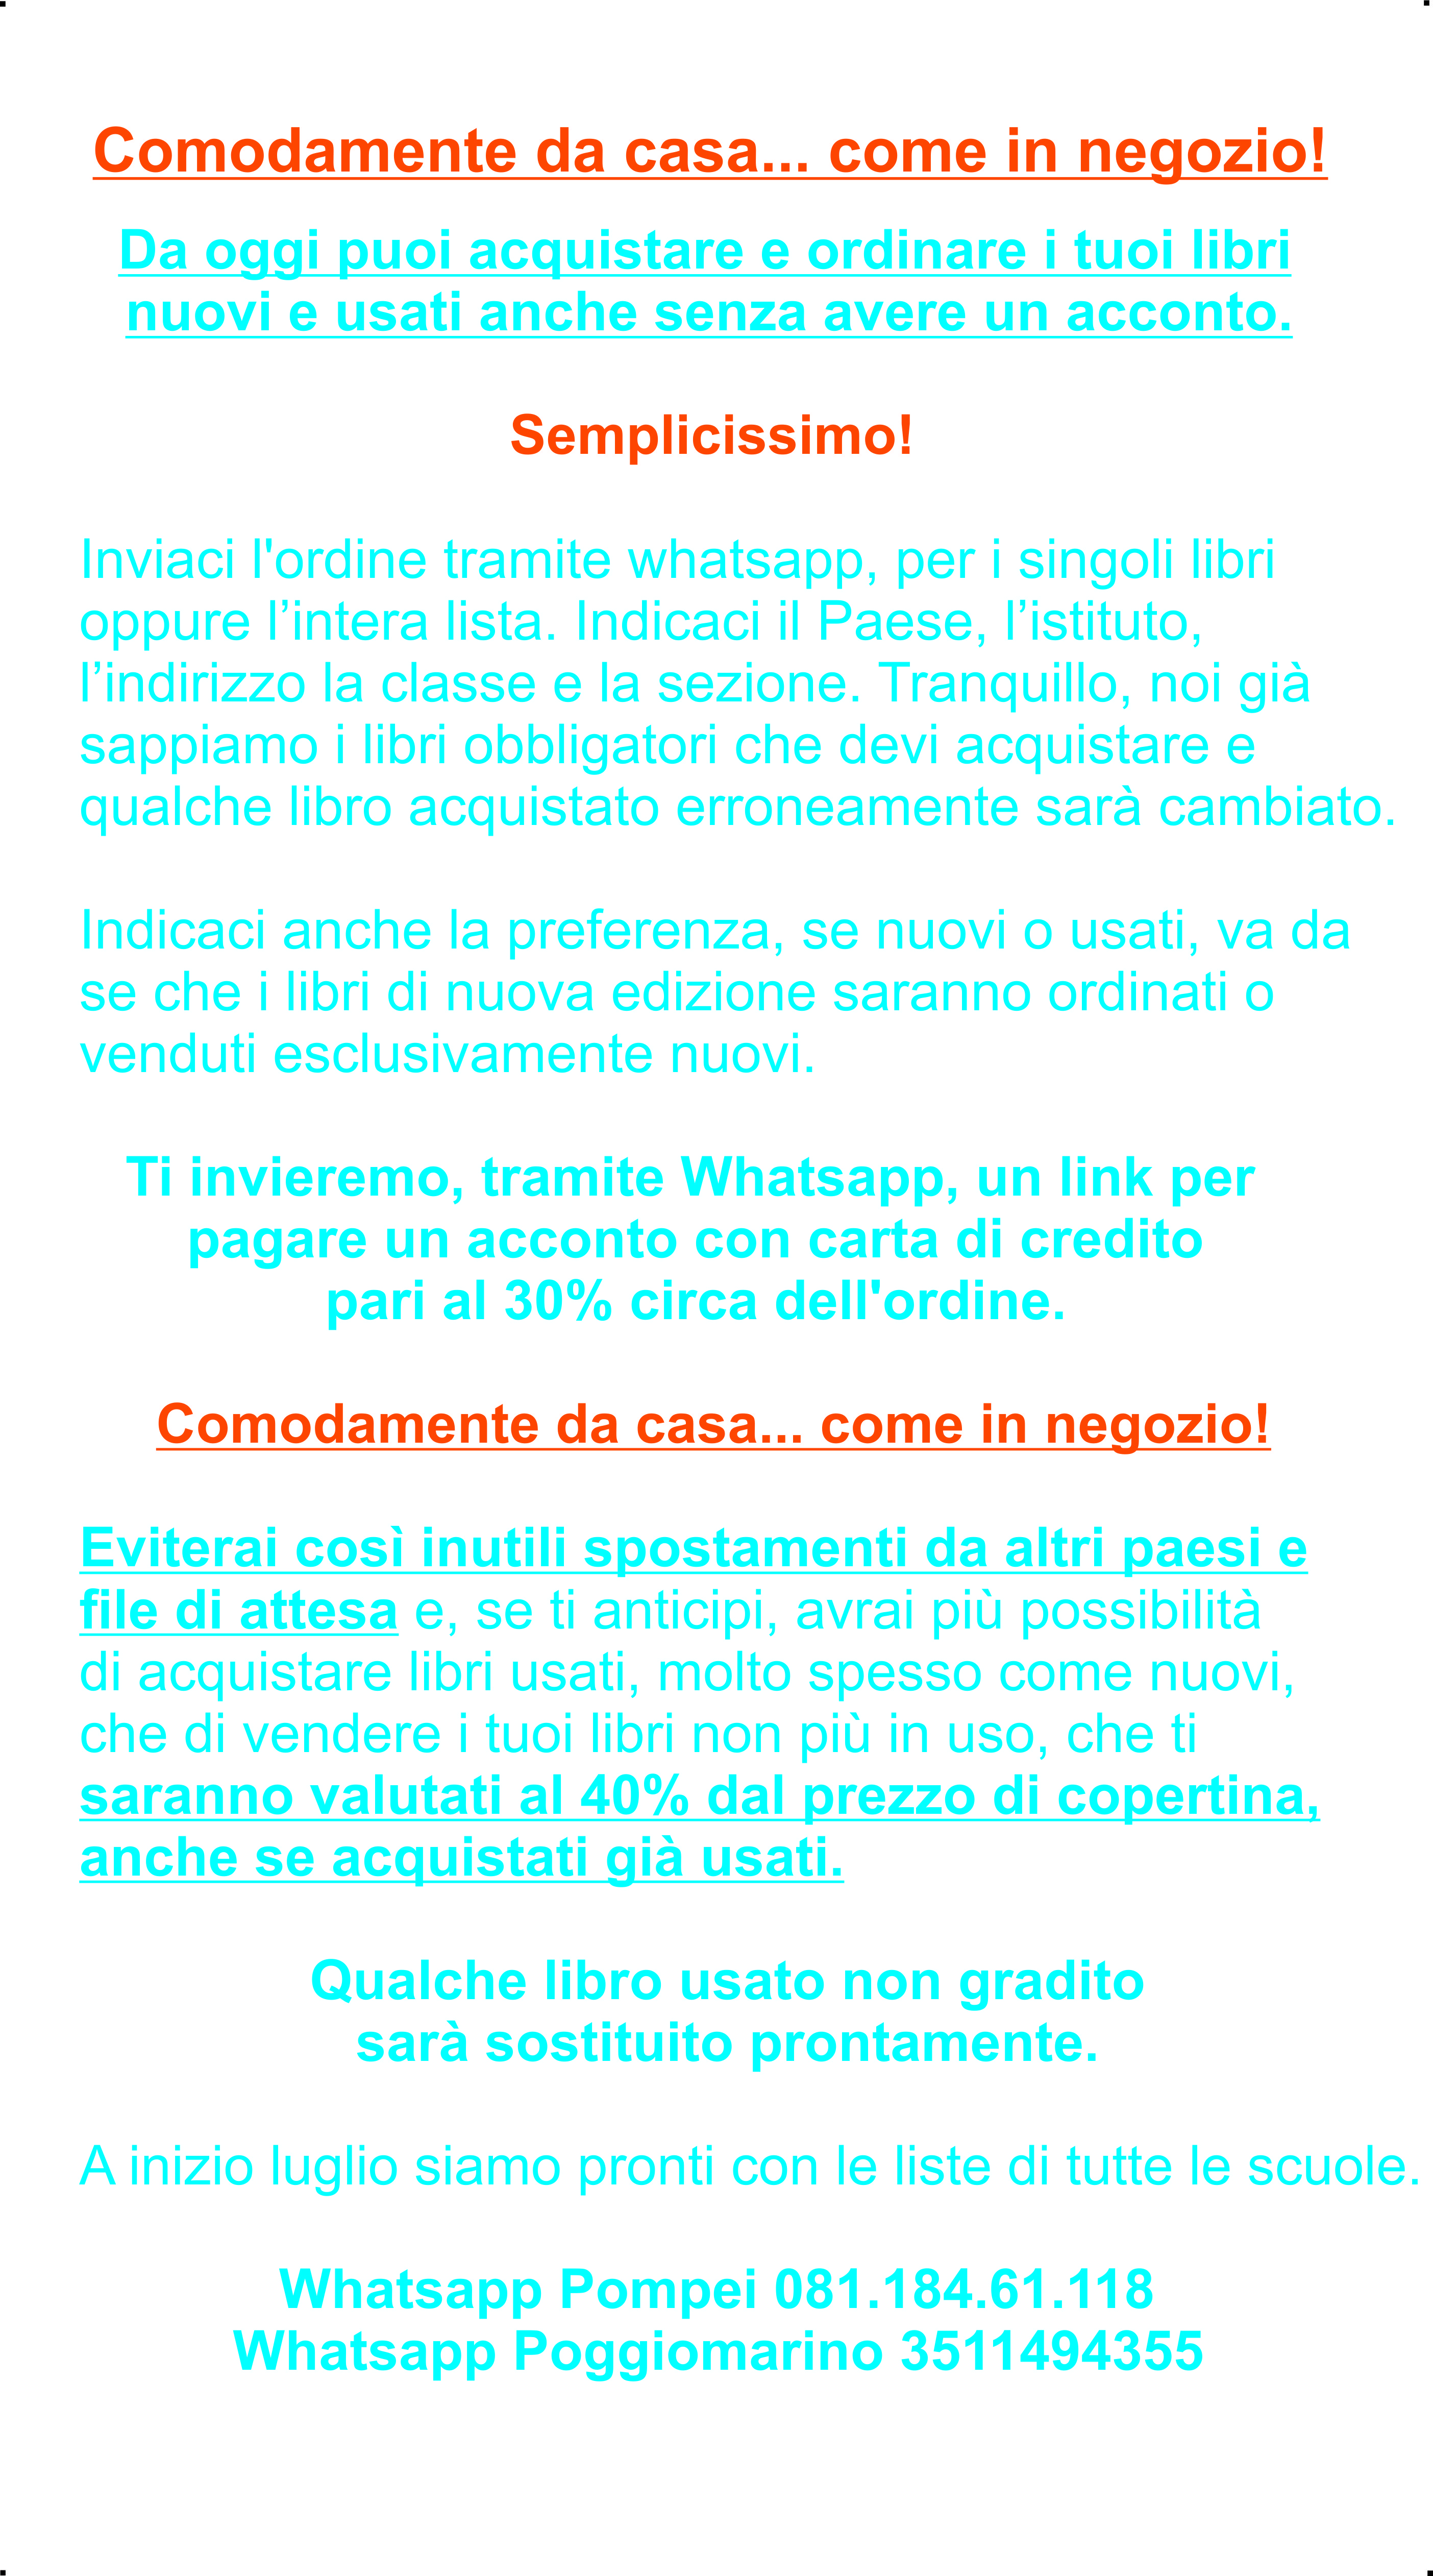 Comodamente da casa... come in negozio!
Da oggi puoi acquistare e ordinare i tuoi libri
nuovi e usati anche senza avere un acconto.
Semplicissimo!
Inviaci l'ordine tramite whatsapp, per i singoli libri
oppure l’intera lista. Indicaci il Paese, l’istituto,
l’indirizzo la classe e la sezione. Tranquillo, noi già
sappiamo i libri obbligatori che devi acquistare e
qualche libro acquistato erroneamente sarà cambiato.
Indicaci anche la preferenza, se nuovi o usati, va da
se che i libri di nuova edizione saranno ordinati o
venduti esclusivamente nuovi.
Ti invieremo, tramite Whatsapp, un link per
pagare un acconto con carta di credito
pari al 30% circa dell'ordine.
Comodamente da casa... come in negozio!
Eviterai così inutili spostamenti da altri paesi e
file di attesa e, se ti anticipi, avrai più possibilità
di acquistare libri usati, molto spesso come nuovi,
che di vendere i tuoi libri non più in uso, che ti
saranno valutati al 40% dal prezzo di copertina,
anche se acquistati già usati.
Qualche libro usato non gradito
sarà sostituito prontamente.
A inizio luglio siamo pronti con le liste di tutte le scuole.
Whatsapp Pompei 081.184.61.118
Whatsapp Poggiomarino 3511494355